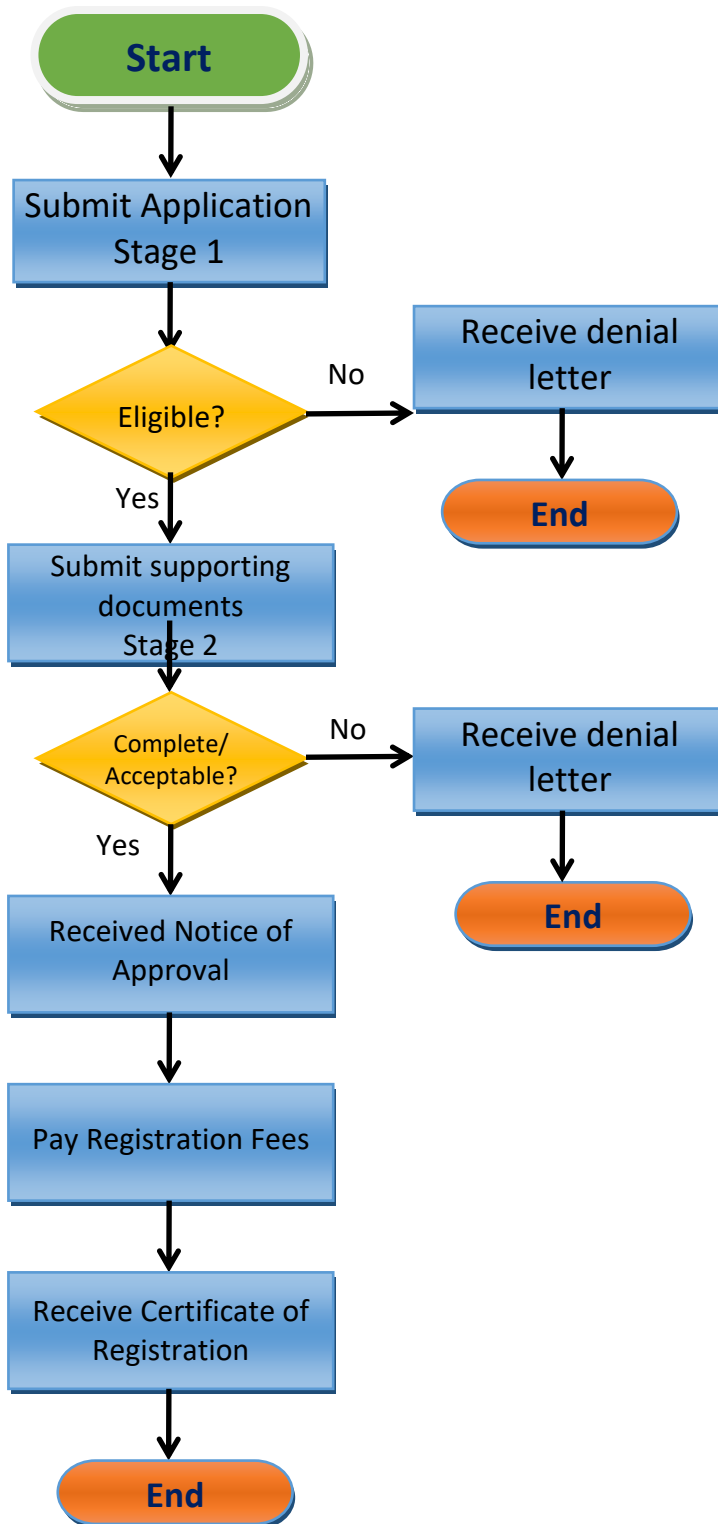 Start
Submit Application
Stage 1
Eligible?
No
Receive denial
letter
End
Yes
Submit supporting
documents
Stage 2
Complete/
Acceptable?
No
Receive denial
letter
End
Yes
Received Notice of
Approval
Pay Registration Fees
Receive Certificate of
Registration
End